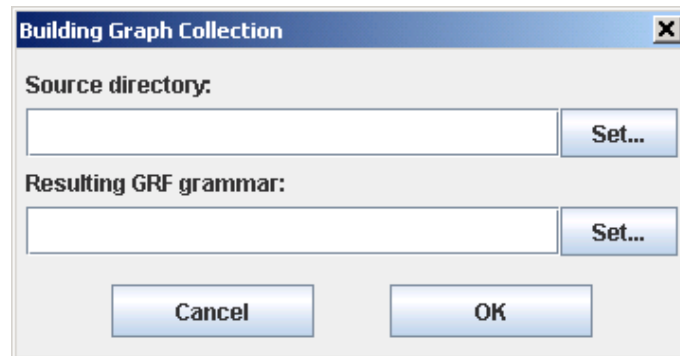 Building Graph Collection
Source directory:
Set...
Resulting GRF grammar:
Set...
Cancel OK